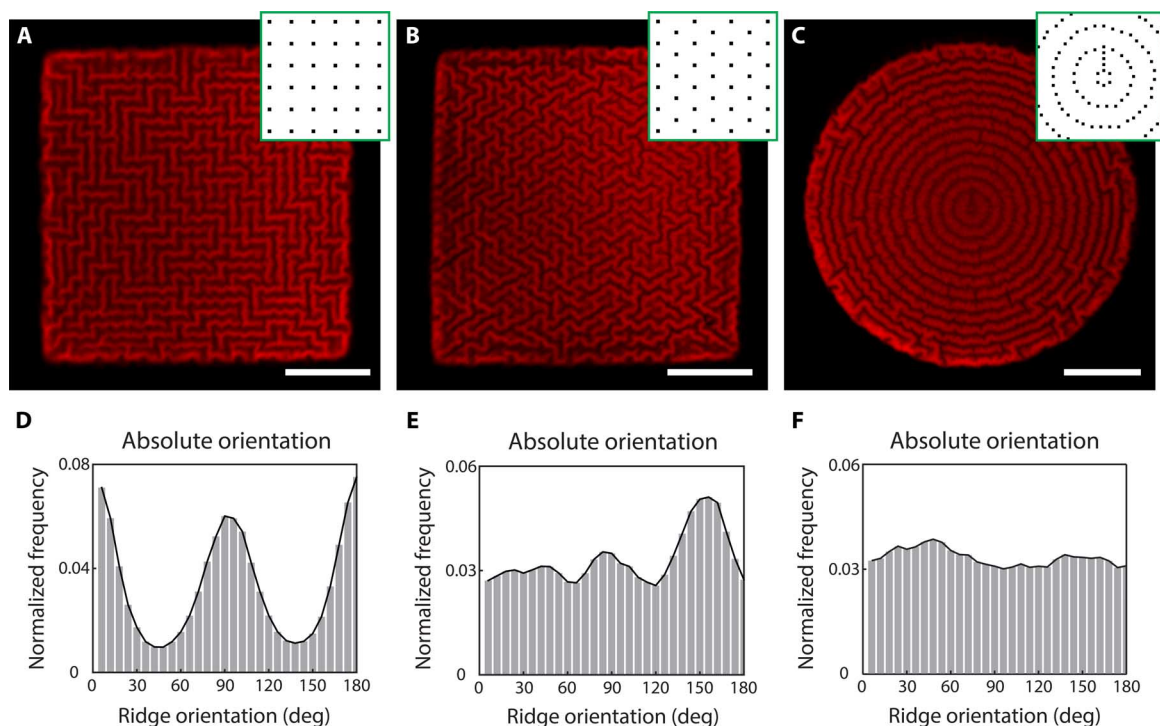 A B C
D E F
Absolute orientation Absolute orientation Absolute orientation
Normalized frequency
0.08
0.04
0
0 30 60 90 120 150 180
Ridge orientation (deg)
Normalized frequency
0.06
0.03
0
0 30 60 90 120 150 180
Ridge orientation (deg)
Normalized frequency
0.06
0.03
0
0 30 60 90 120 150 180
Ridge orientation (deg)